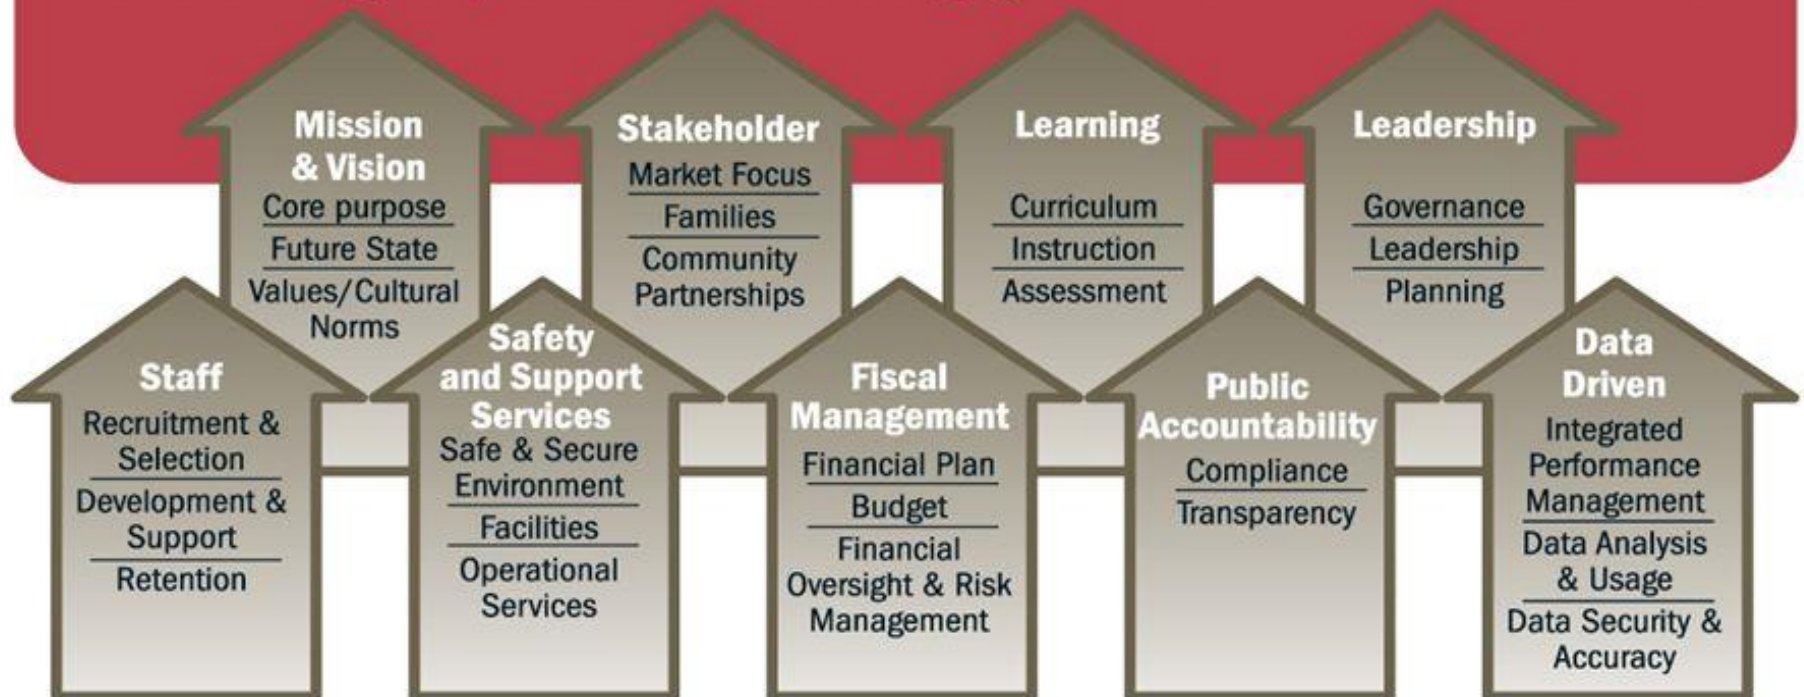 Mission
& Vision
Core purpose
Future State
Values/Cultural
Norms
Stakeholder
Market Focus
Families
Community
Partnerships
Learning
Curriculum
Instruction
Assessment
Leadership
Governance
Leadership
Planning
Staff
Recruitment &
Selection
Development &
Support
Retention
Safety
and Support
Services
Safe & Secure
Environment
Facilities
Operational
Services
Fiscal
Management
Financial Plan
Budget
Financial
Oversight & Risk
Management
Public
Accountability
Compliance
Transparency
Data
Driven
Integrated
Performance
Management
Data Analysis
& Usage
Data Security &
Accuracy